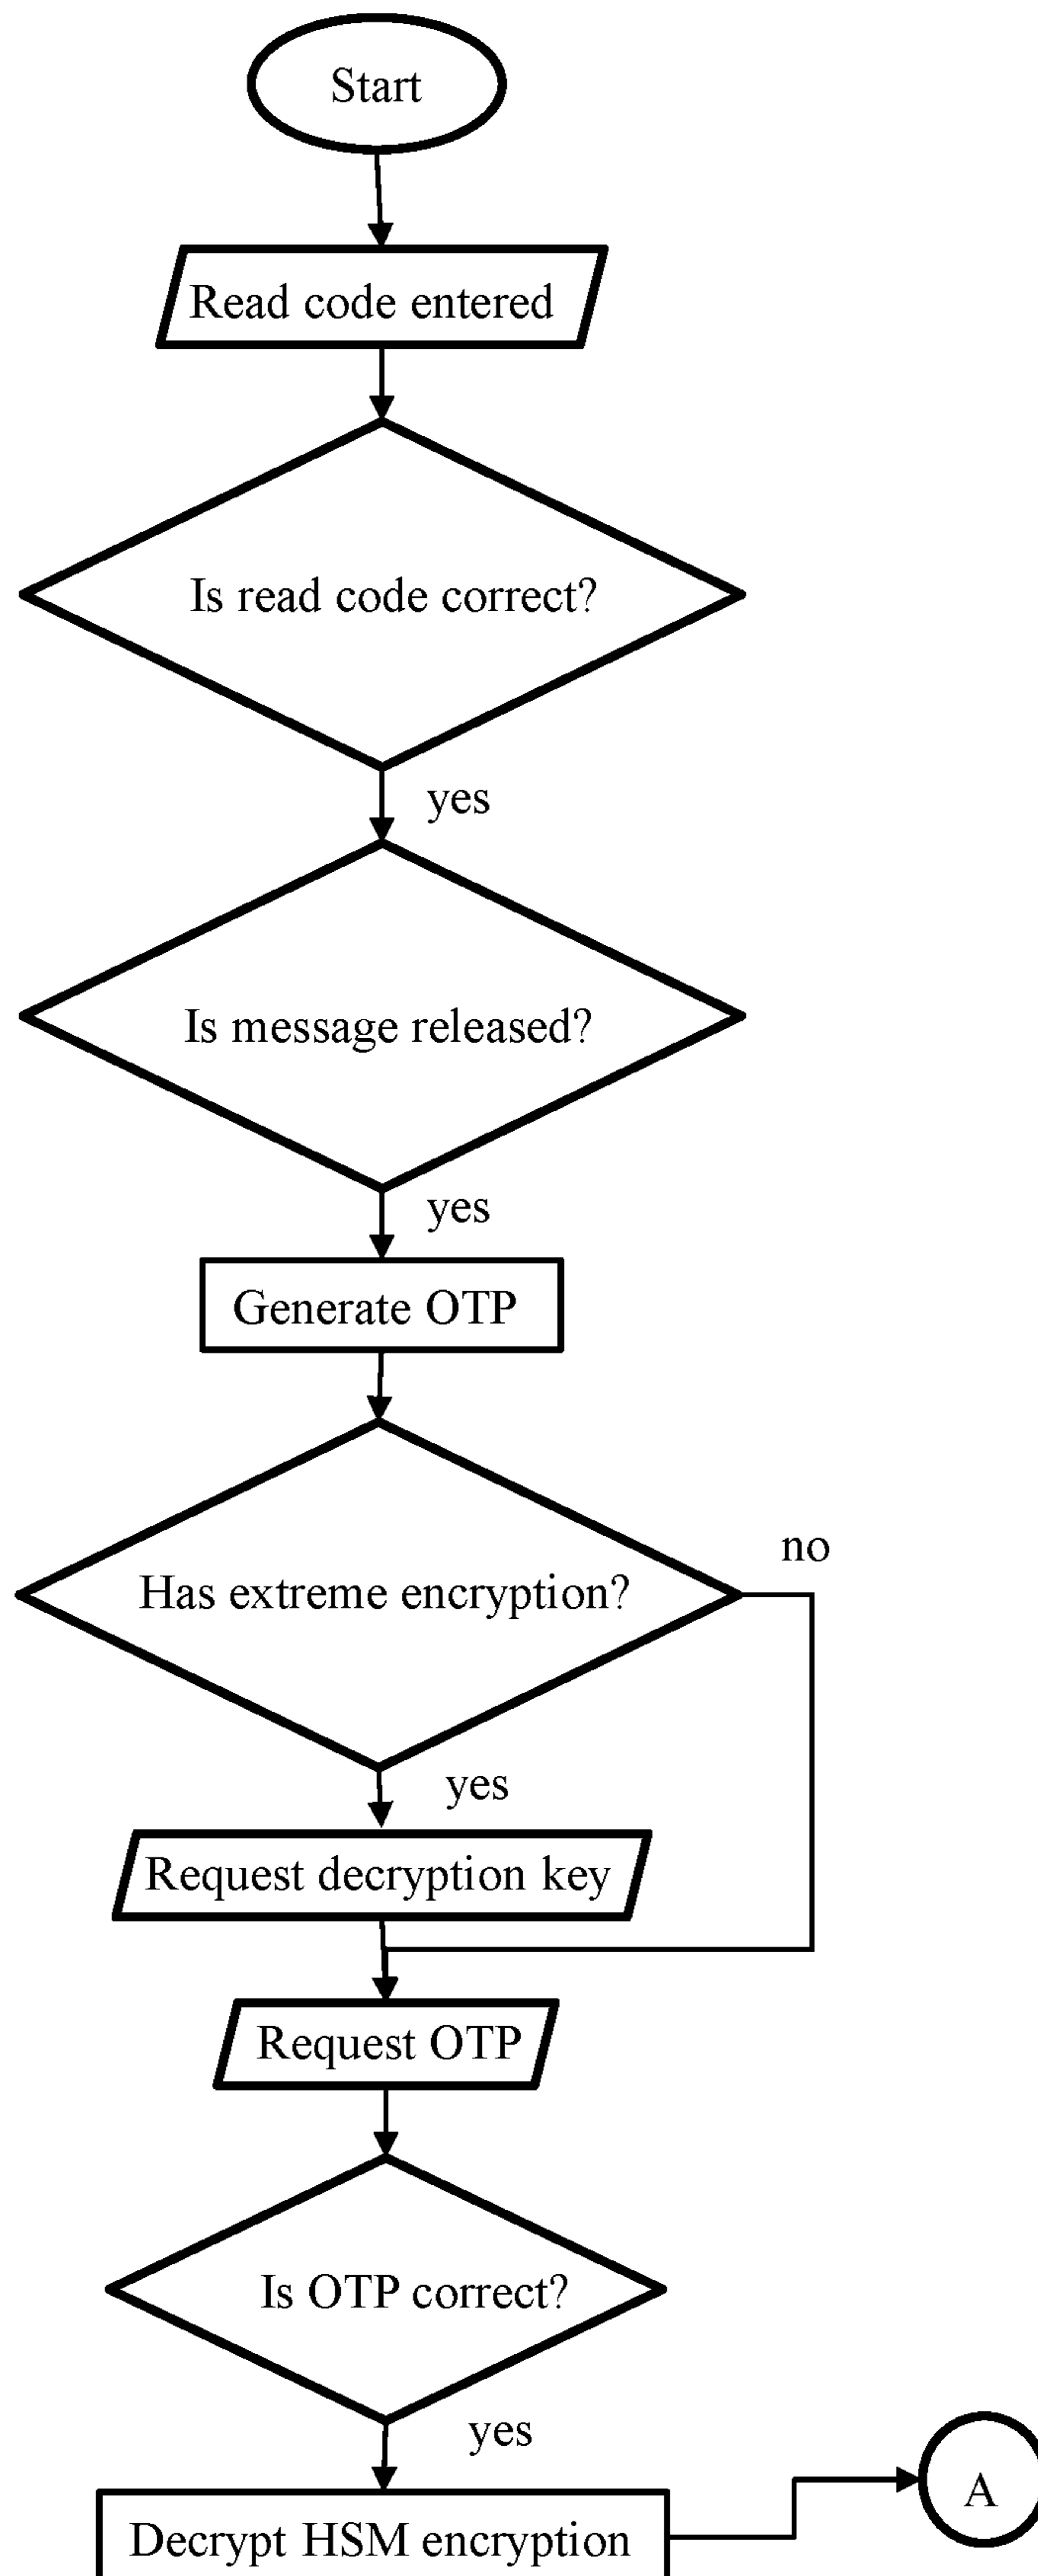 Start
Read code entered
Is read code correct?
yes
Is message released?
yes
Generate OTP
Has extreme encryption?
no
yes
Request decryption key
Request OTP
Is OTP correct?
yes
A
Decrypt HSM encryption